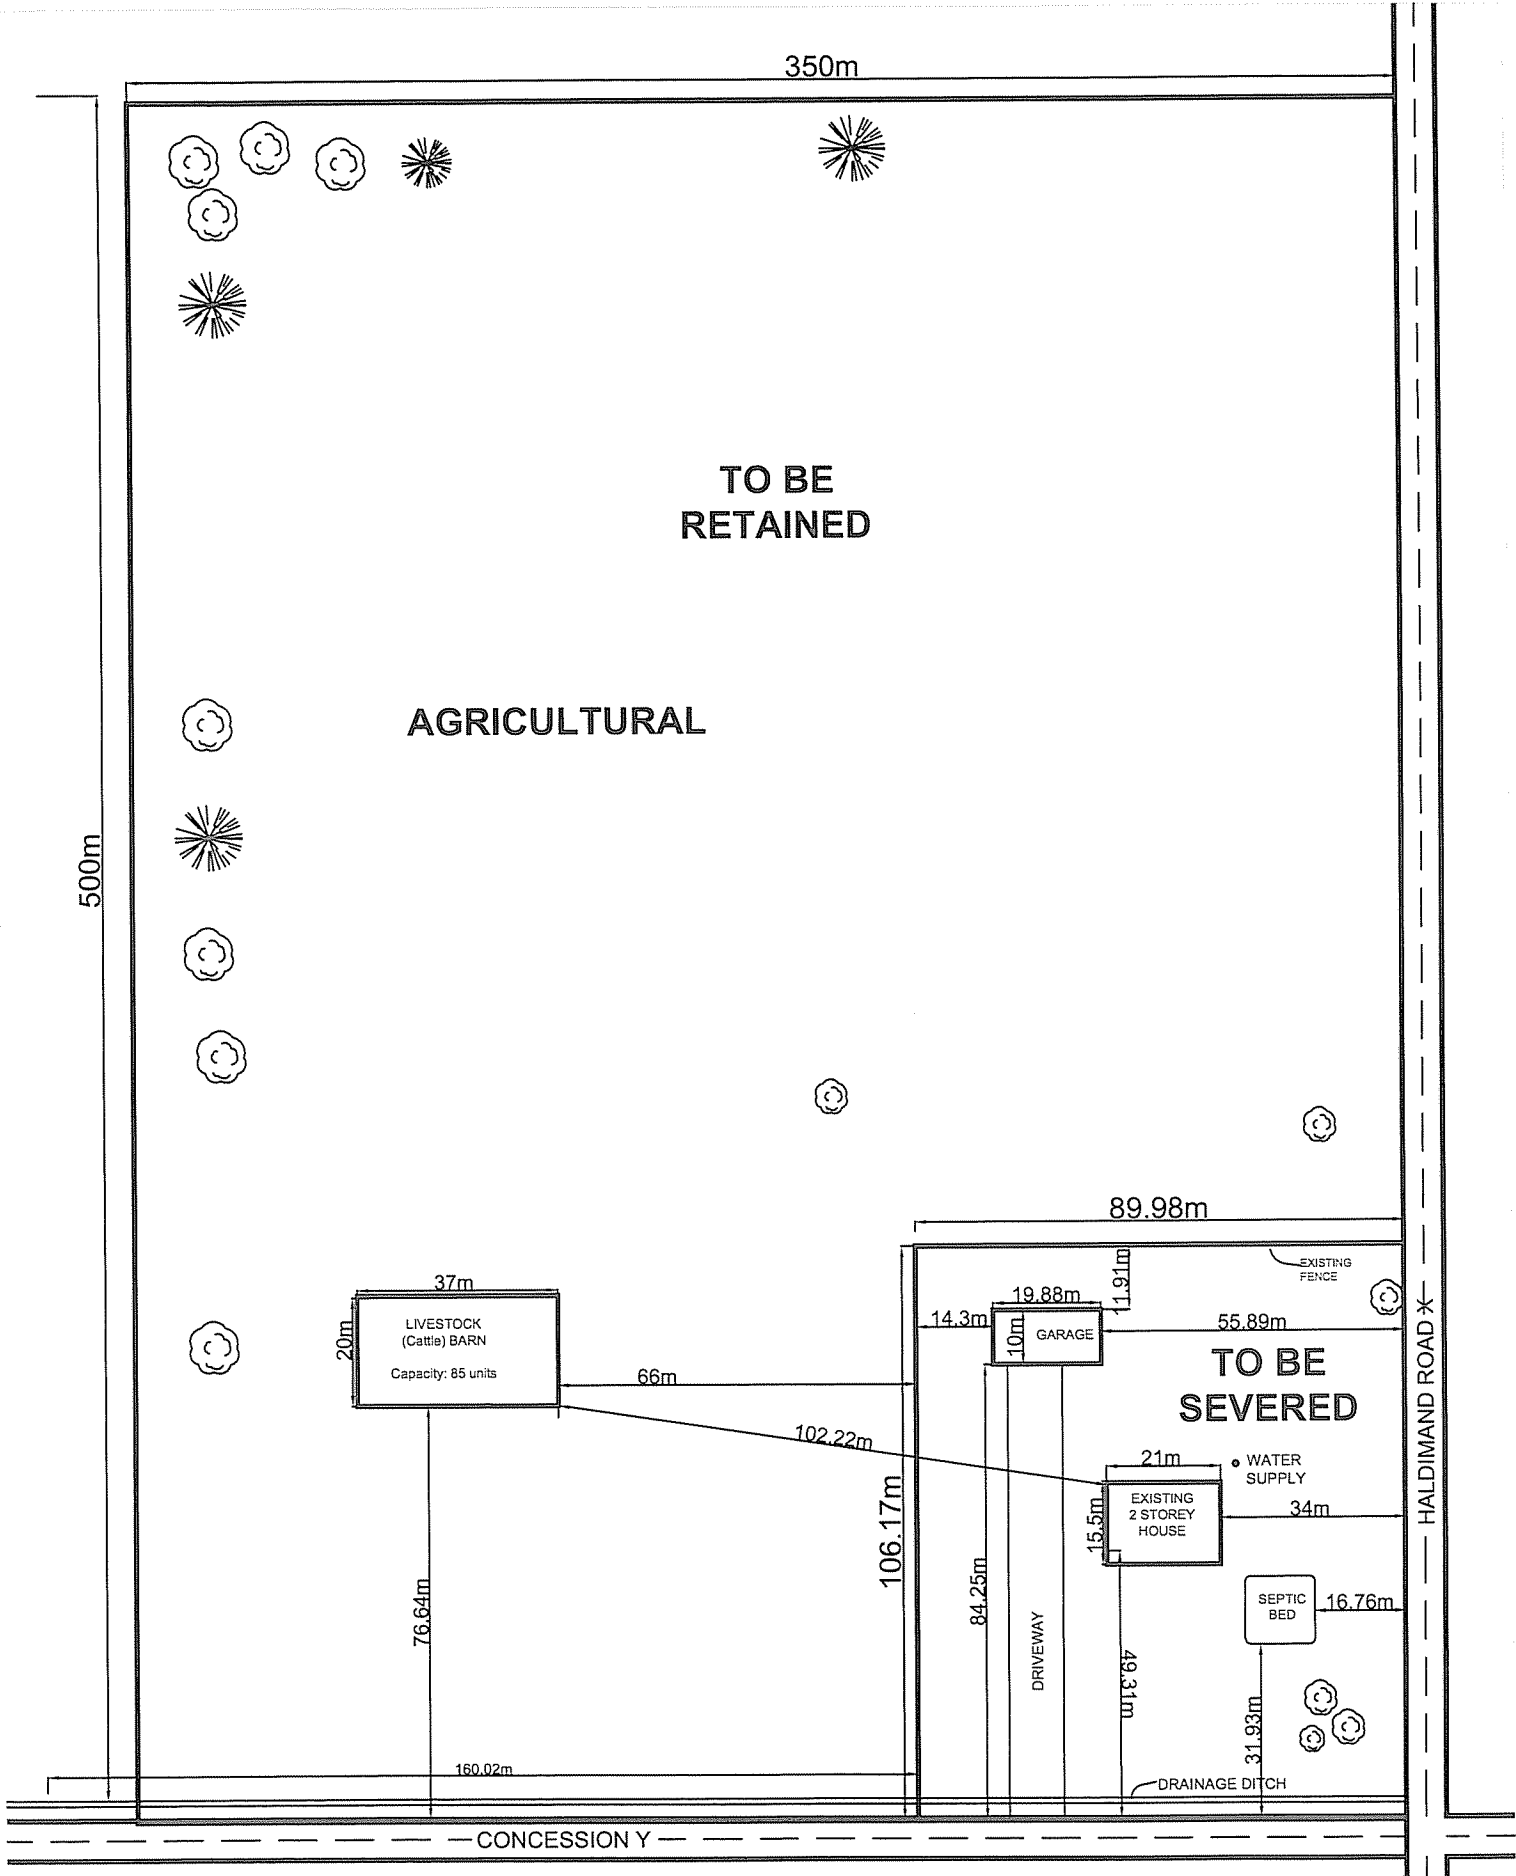 350m
TO BE
RETAINED
AGRICULTURAL
500m
89.98m
EXISTING
FENCE
11.91m
37m
19.88m
14.3m
10m
GARAGE
55.89m
LIVESTOCK
(Cattle) BARN
Capacity: 85 units
20m
TO BE
SEVERED
66m
102.22m
HALDIMAND ROAD X
21m
WATER
SUPPLY
106.17m
EXISTING
2 STOREY
HOUSE
15.5m
34m
84.25m
76.64m
SEPTIC
BED
16.76m
DRIVEWAY
49.31m
31.93m
160.02m
DRAINAGE DITCH
CONCESSION Y